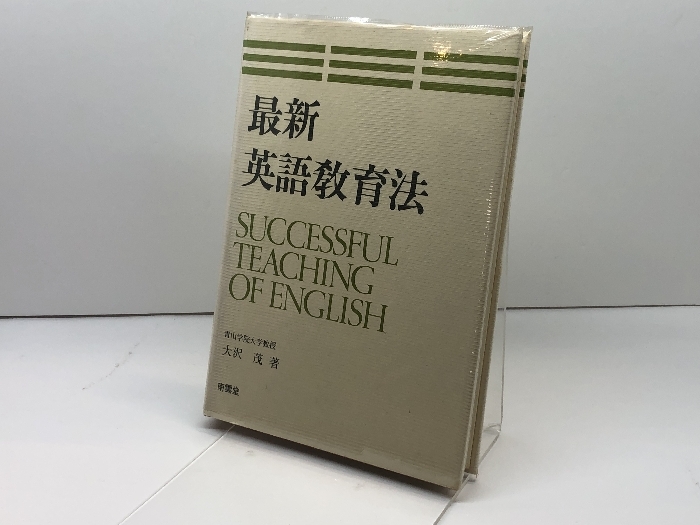 最新
英語教育法
SUCCESSFUL
TEACHING
OF ENGLISH
青山学院大学教授
大沢 茂 著
南雲堂